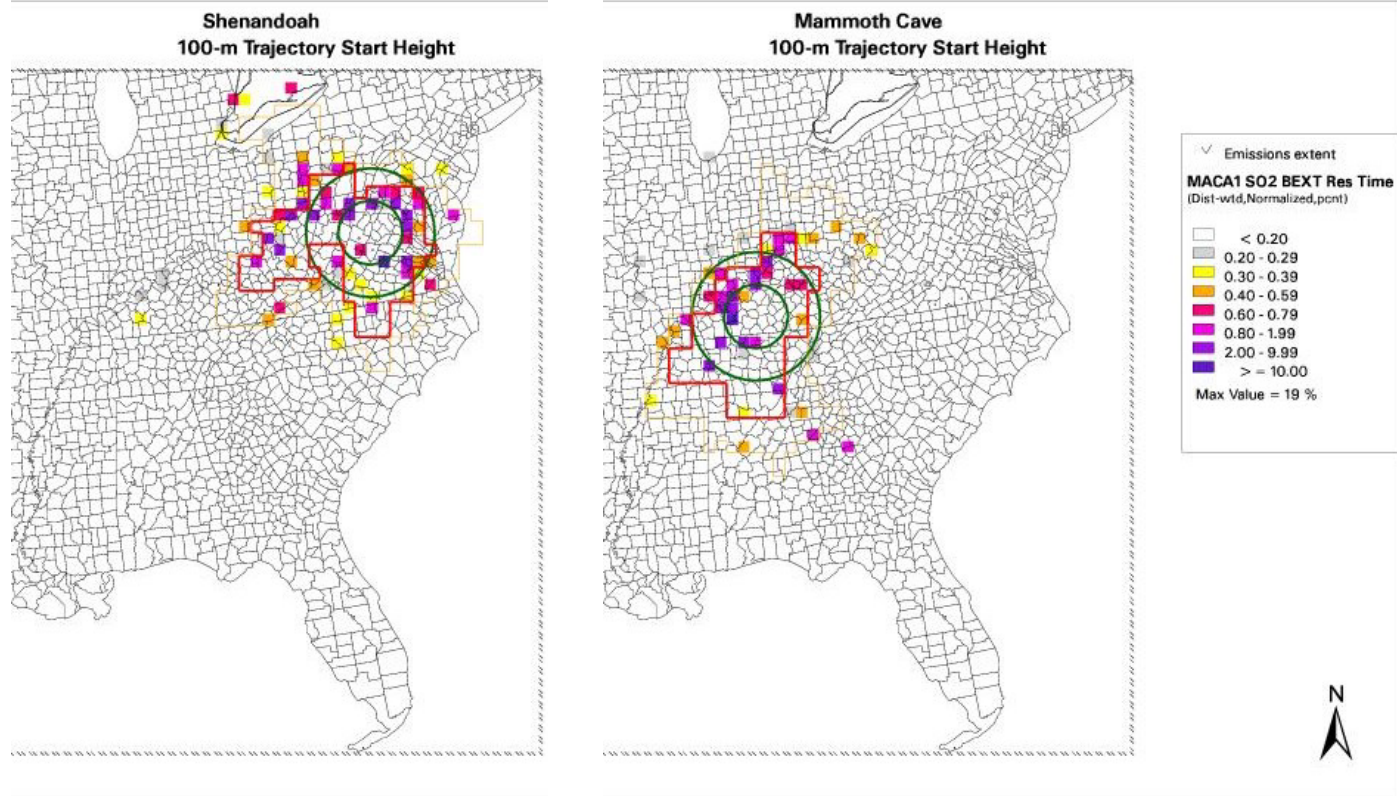 Shenandoah
100-m Trajectory Start Height
Mammoth Cave
100-m Trajectory Start Height
Emissions extent
MACA1 SO2 BEXT Res Time
(Dist-wtd,Normalized,pcnt)
< 0.20
0.20 - 0.29
0.30 - 0.39
0.40 - 0.59
0.60 - 0.79
0.80 - 1.99
2.00 - 9.99
> = 10.00
Max Value = 19 %
N